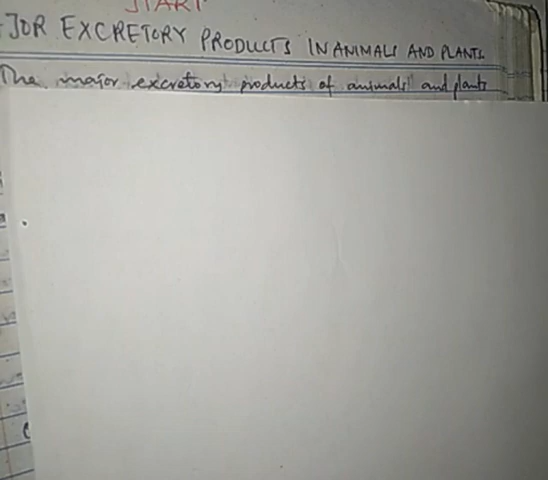 START
JOR EXCRETORY PRODUCTS IN ANIMALS AND PLANTS
The major excretory products of animals and plants